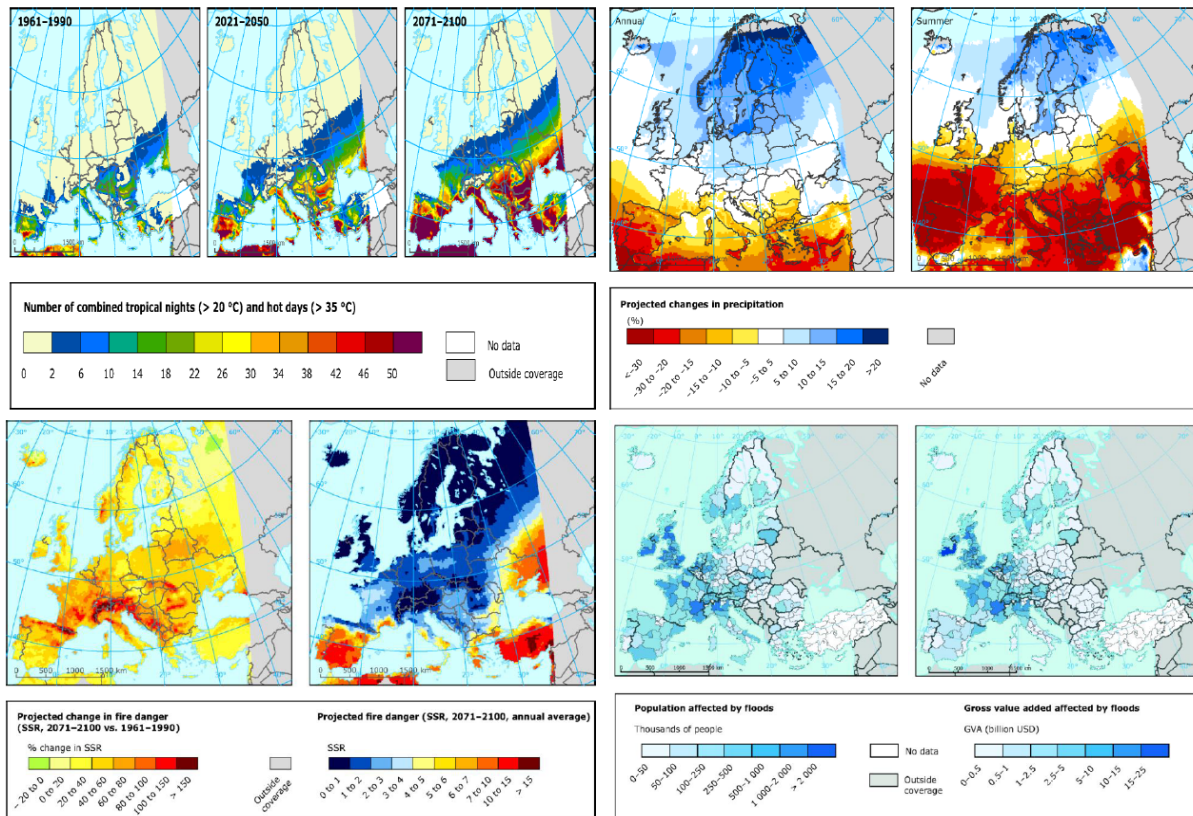 1961–1990
2021–2050
2071–2100
Annual
Summer
Number of combined tropical nights (> 20 ºC) and hot days (> 35 ºC)
0 2 6 10 14 18 22 26 30 34 38 42 46 50
No data
Outside coverage
Projected changes in precipitation
(%)
<–30
–30 to –20
–20 to –15
–15 to –10
–10 to –5
–5 to 5
5 to 10
10 to 15
15 to 20
>20
No data
0 500 1000 1500 km
0 500 1000 1500 km
Projected change in fire danger
(SSR, 2071–2100 vs. 1961–1990)
% change in SSR
– 20 to 0
0 to 20
20 to 40
40 to 60
60 to 80
80 to 100
100 to 150
> 150
Outside
coverage
Projected fire danger (SSR, 2071–2100, annual average)
SSR
0 to 1
1 to 2
2 to 3
3 to 4
4 to 5
5 to 6
6 to 7
7 to 10
10 to 15
> 15
Population affected by floods
Thousands of people
0–50
50–100
100–250
250–500
500–1 000
1 000–2 000
> 2 000
No data
Outside
coverage
Gross value added affected by floods
GVA (billion USD)
0–0.5
0.5–1
1–2.5
2.5–5
5–10
10–15
15–25